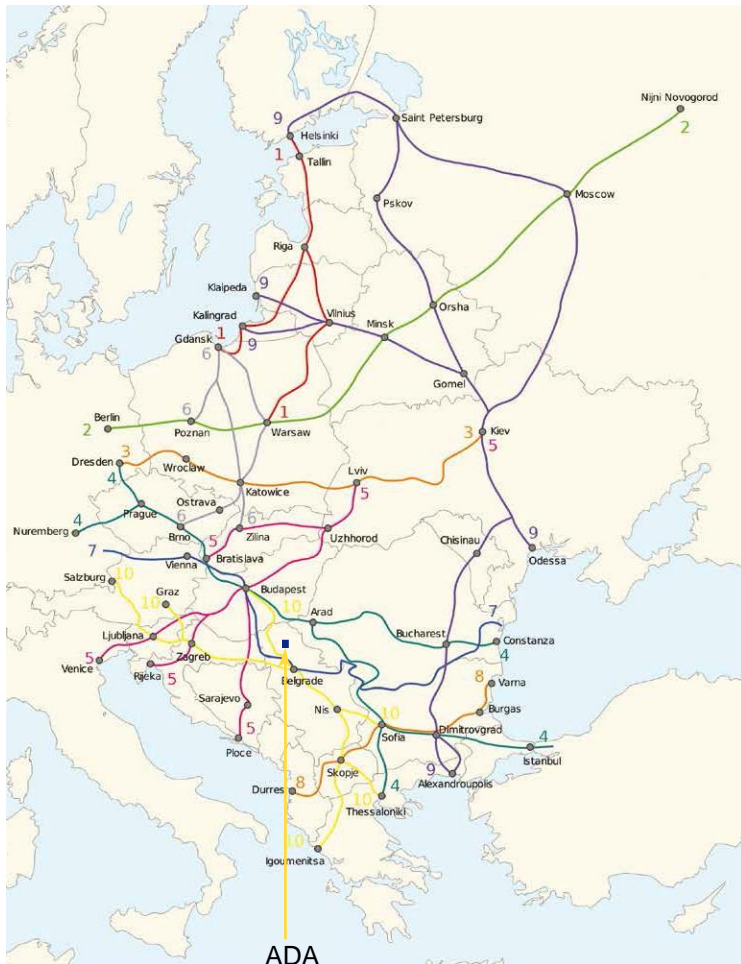 Nijni Novogorod
2
9
Saint Petersburg
Helsinki
1
Tallin
Moscow
Pskov
Riga
Klaipeda
9
Orsha
Kalingrad
Vilnius
Minsk
1
Gdansk
6
9
Gomel
Berlin
6
1
2
Poznan
Warsaw
3
Kiev
5
Dresden
3
Wroclaw
Lviv
4
Katowice
5
Ostrava
Prague
4
6
6
Nuremberg
Brno
5
Zilina
Uzhhorod
Chisinau
9
7
Vienna
Bratislava
Odessa
Salzburg
10
Graz
Budapest
10
10
Arad
7
Ljubljana
Bucharest
Constanza
4
Zagreb
Venice
5
Rijeka
5
Belgrade
8
Varna
Sarajevo
Nis
10
Burgas
5
Sofia
Dimitrovgrad
4
Ploce
Istanbul
Skopje
9
Durres
8
10
4
Alexandroupolis
Thessaloniki
10
Igoumenitsa
ADA